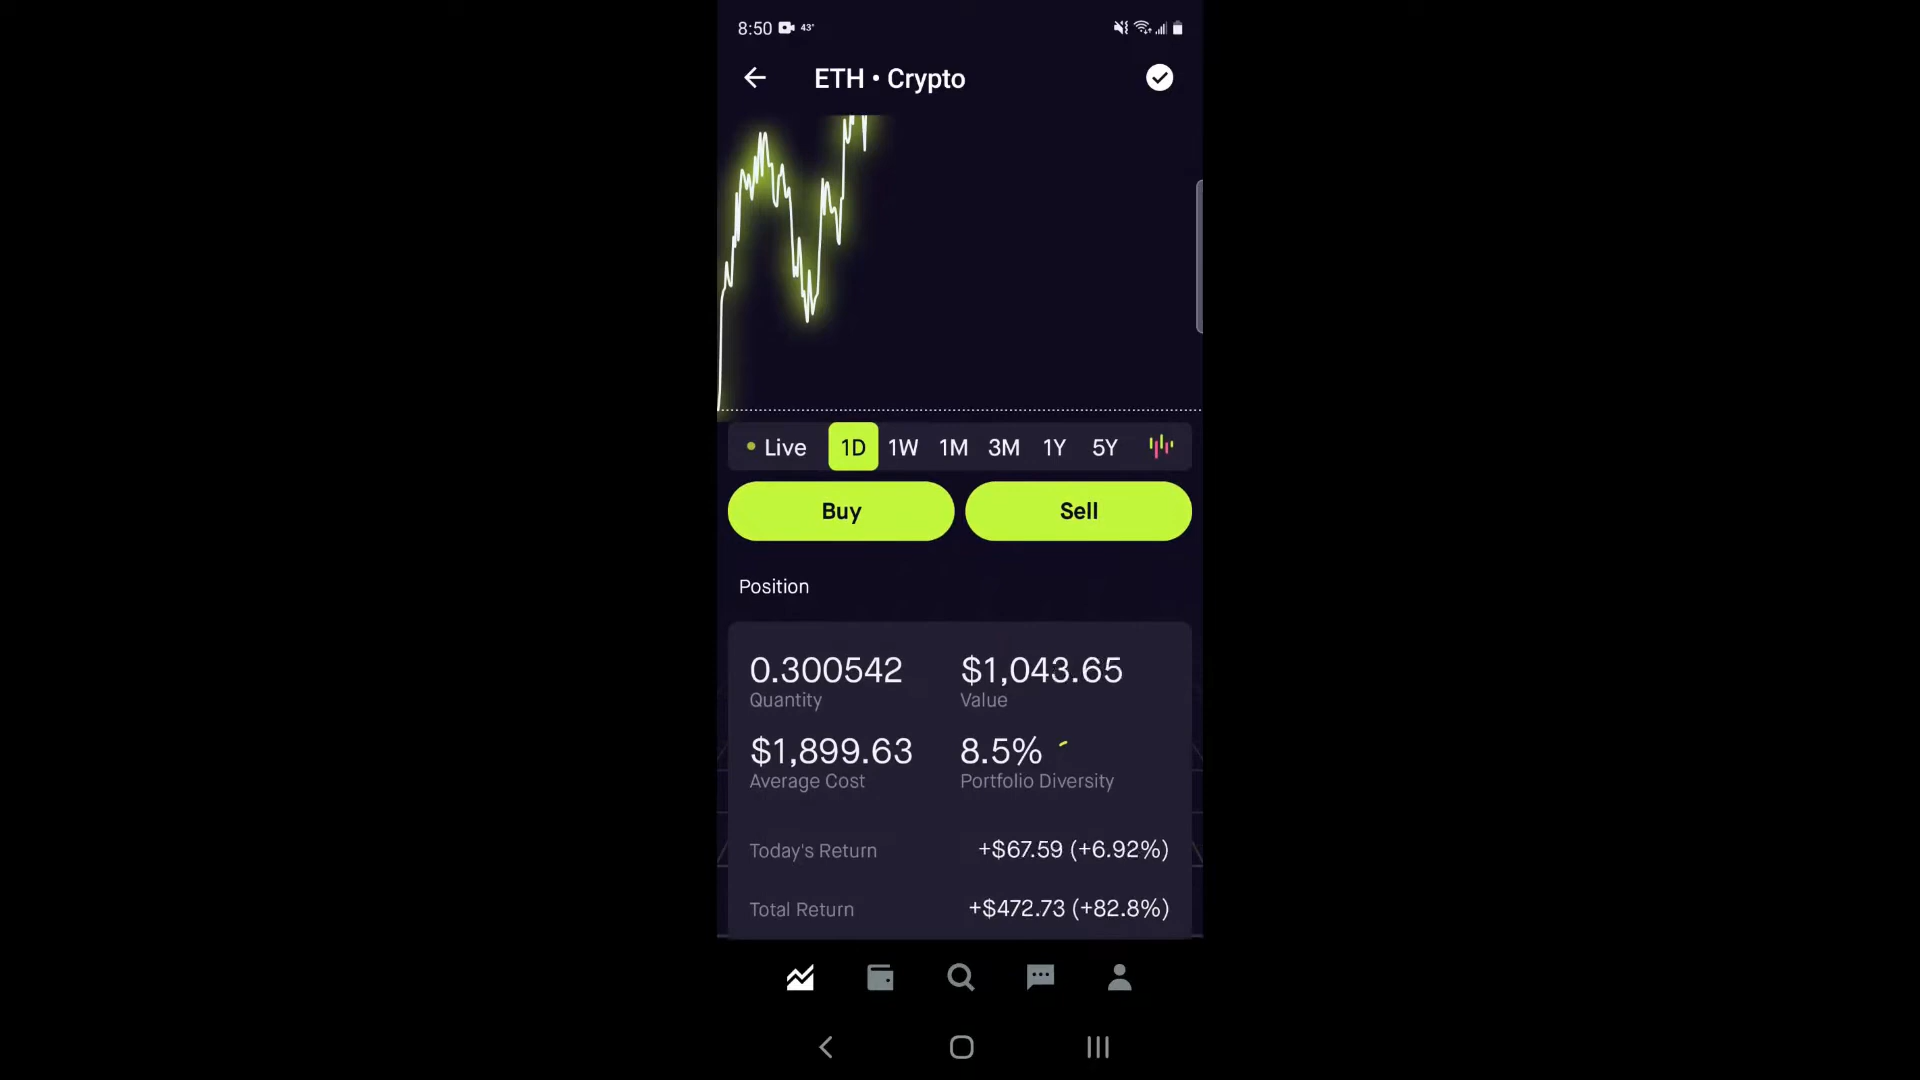 8:50 43°
ETH • Crypto
Live 1D 1W 1M 3M 1Y 5Y
Buy Sell
Position
0.300542 $1,043.65
Quantity Value
$1,899.63 8.5%
Average Cost Portfolio Diversity
Today's Return +$67.59 (+6.92%)
Total Return +$472.73 (+82.8%)